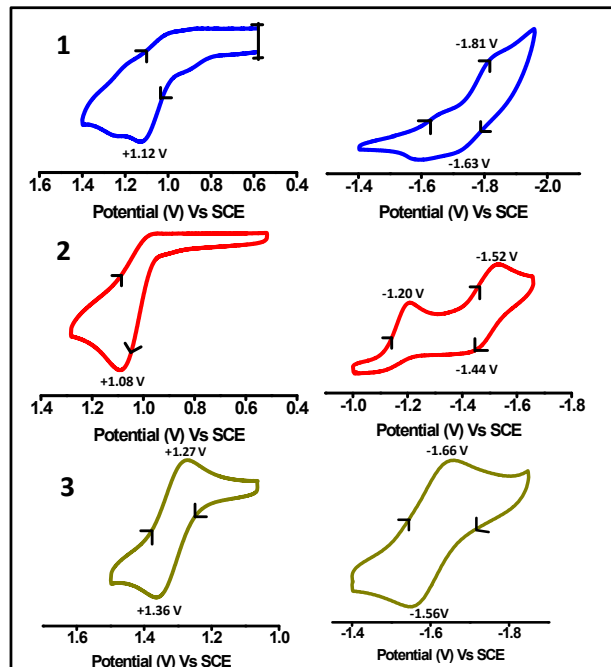 1
-1.81 V
+1.12 V
-1.63 V
1.6 1.4 1.2 1.0 0.8 0.6 0.4
-1.4 -1.6 -1.8 -2.0
Potential (V) Vs SCE
Potential (V) Vs SCE
2
-1.20 V
-1.52 V
+1.08 V
-1.44 V
1.4 1.2 1.0 0.8 0.6 0.4
-1.0 -1.2 -1.4 -1.6 -1.8
Potential (V) Vs SCE
Potential (V) Vs SCE
3
+1.27 V
-1.66 V
+1.36 V
-1.56V
1.6 1.4 1.2 1.0
-1.4 -1.6 -1.8
Potential (V) Vs SCE
Potential (V) Vs SCE